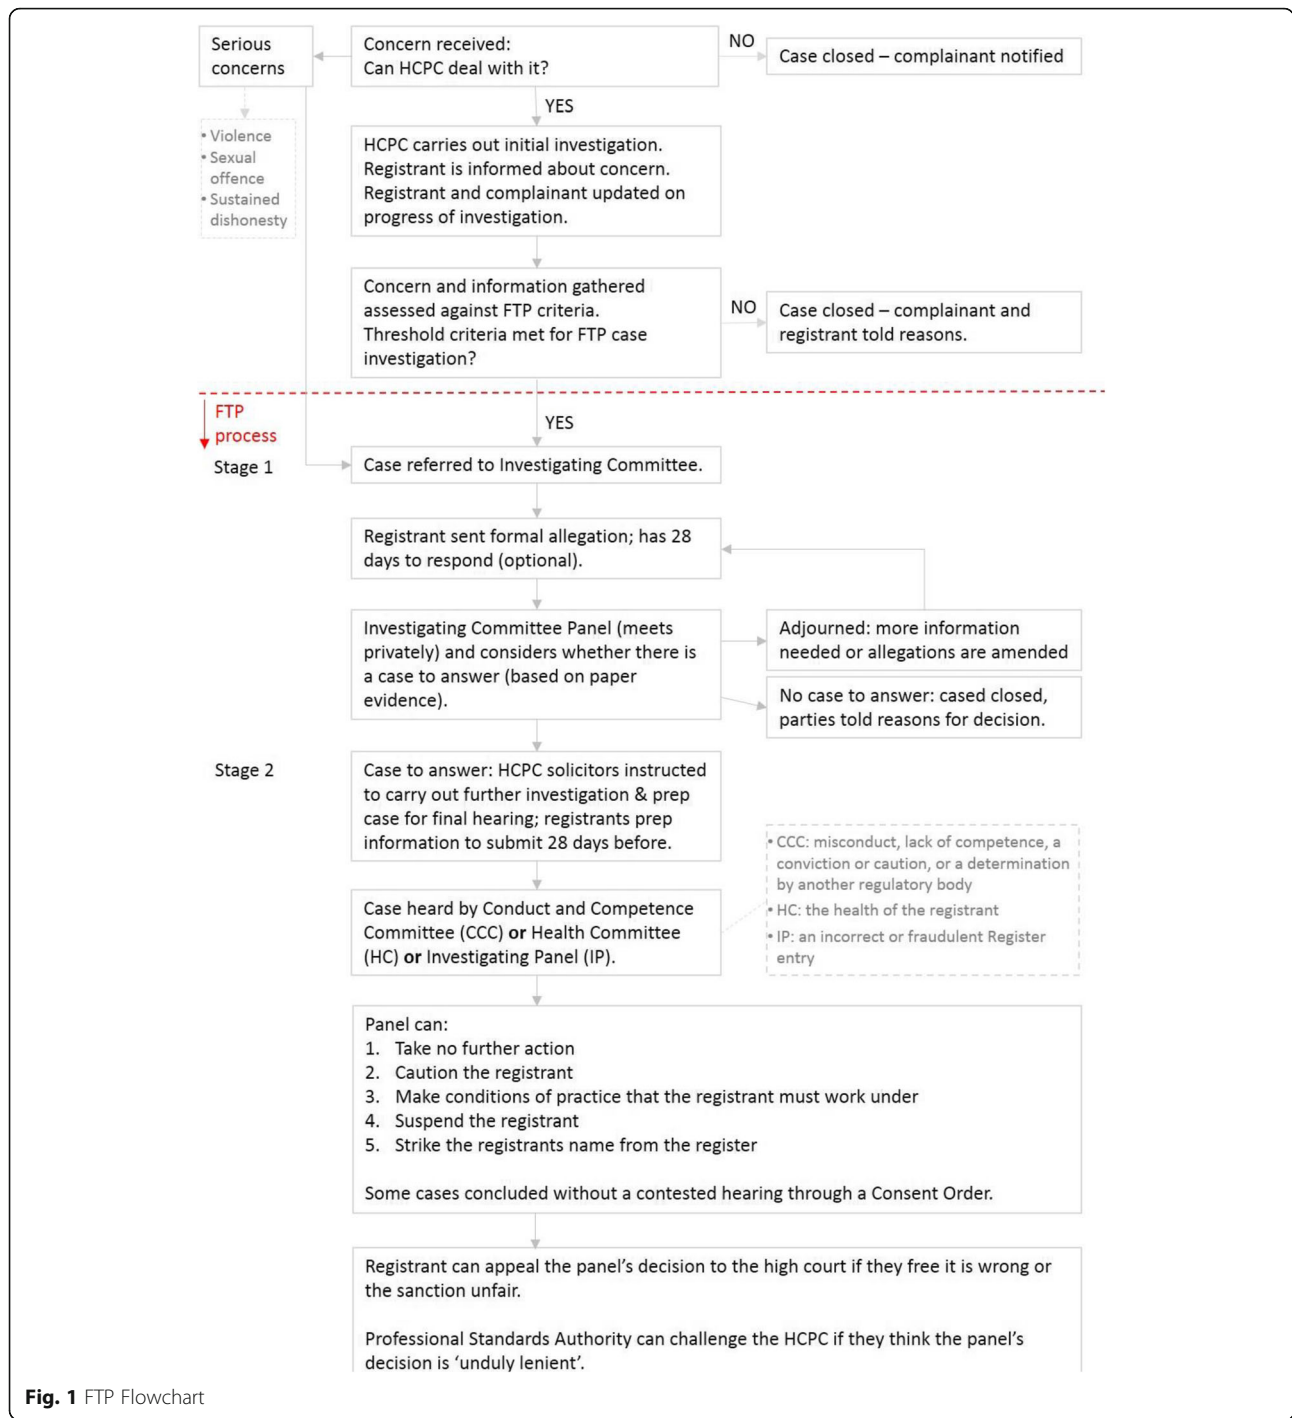 Serious
concerns
Concern received:
Can HCPC deal with it?
NO
Case closed – complainant notified
YES
• Violence
• Sexual
offence
• Sustained
dishonesty
HCPC carries out initial investigation.
Registrant is informed about concern.
Registrant and complainant updated on
progress of investigation.
Concern and information gathered
assessed against FTP criteria.
Threshold criteria met for FTP case
investigation?
NO
Case closed – complainant and
registrant told reasons.
FTP
process
YES
Stage 1
Case referred to Investigating Committee.
Registrant sent formal allegation; has 28
days to respond (optional).
Investigating Committee Panel (meets
privately) and considers whether there is
a case to answer (based on paper
evidence).
Adjourned: more information
needed or allegations are amended
No case to answer: cased closed,
parties told reasons for decision.
Stage 2
Case to answer: HCPC solicitors instructed
to carry out further investigation & prep
case for final hearing; registrants prep
information to submit 28 days before.
• CCC: misconduct, lack of competence, a
conviction or caution, or a determination
by another regulatory body
• HC: the health of the registrant
• IP: an incorrect or fraudulent Register
entry
Case heard by Conduct and Competence
Committee (CCC) or Health Committee
(HC) or Investigating Panel (IP).
Panel can:
1. Take no further action
2. Caution the registrant
3. Make conditions of practice that the registrant must work under
4. Suspend the registrant
5. Strike the registrants name from the register
Some cases concluded without a contested hearing through a Consent Order.
Registrant can appeal the panel's decision to the high court if they free it is wrong or
the sanction unfair.
Professional Standards Authority can challenge the HCPC if they think the panel's
decision is 'unduly lenient'.
Fig. 1 FTP Flowchart